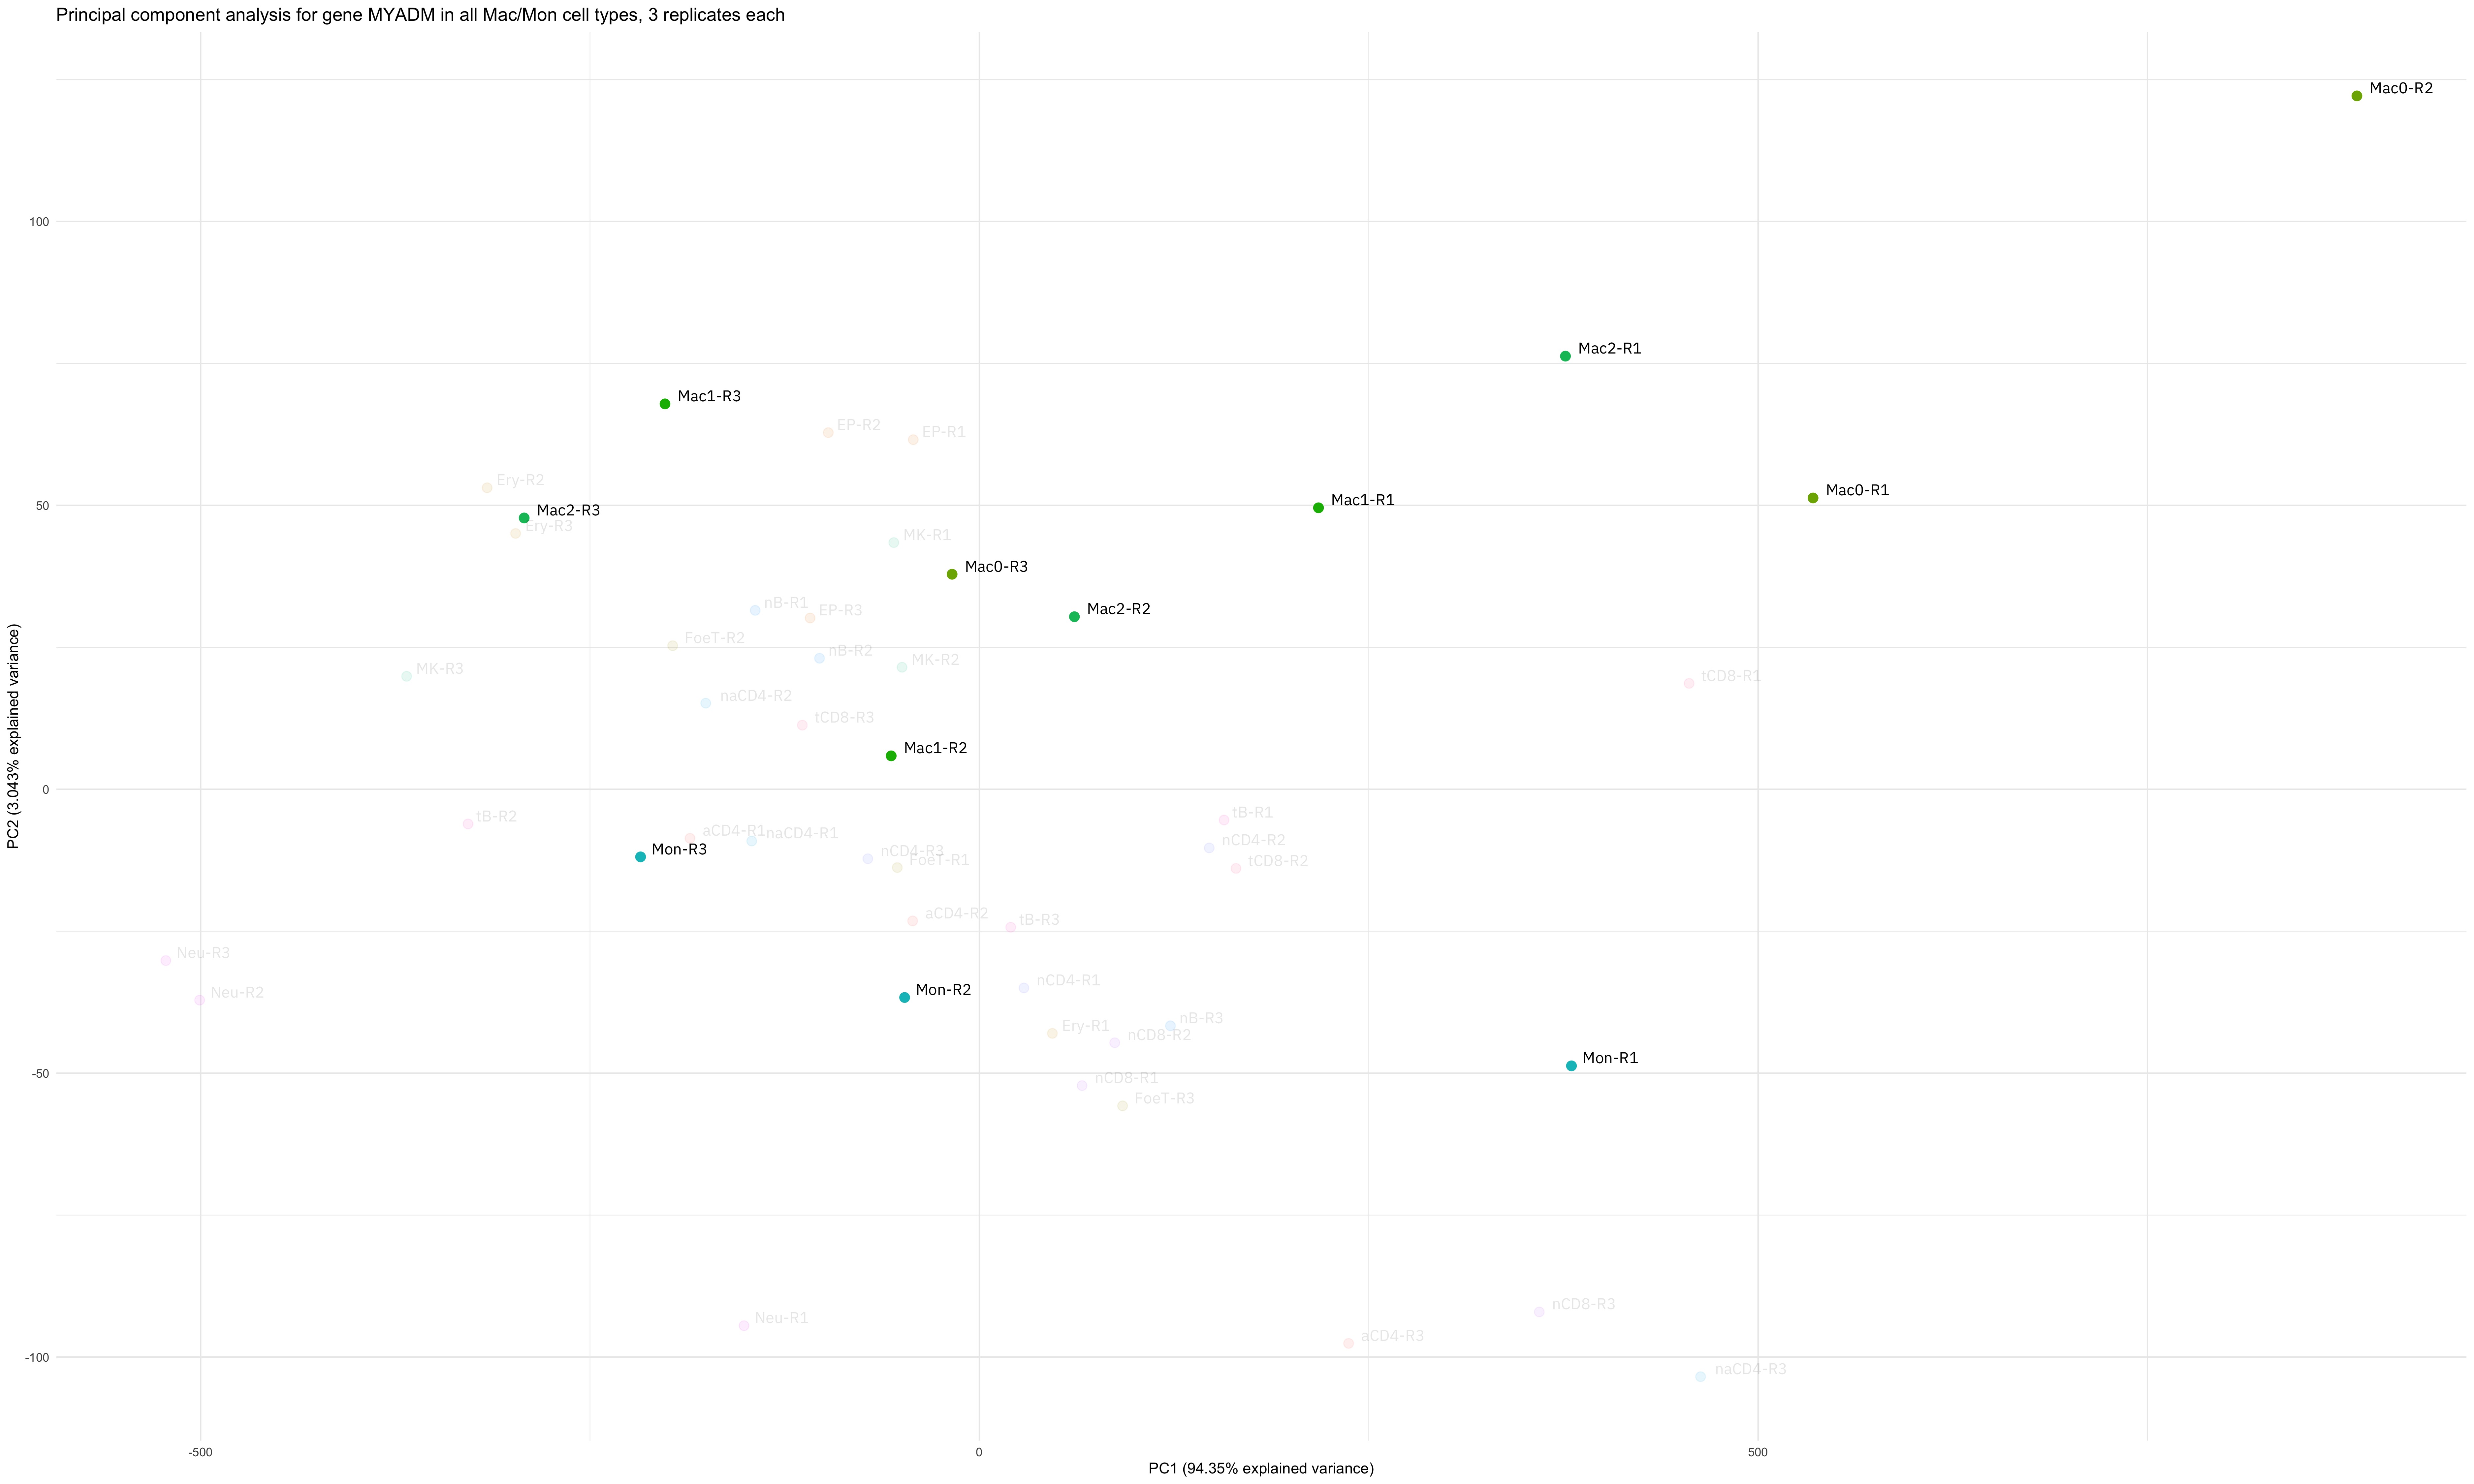 Principal component analysis for gene MYADM in all Mac/Mon cell types, 3 replicates each
Mac0-R2
100
Mac2-R1
Mac1-R3
EP-R2
EP-R1
Ery-R2
Mac0-R1
Mac1-R1
50
Mac2-R3
Ery-R3
MK-R1
Mac0-R3
nB-R1
EP-R3
Mac2-R2
FoeT-R2
nB-R2
MK-R2
MK-R3
tCD8-R1
naCD4-R2
tCD8-R3
Mac1-R2
0
PC2 (3.043% explained variance)
tB-R2
tB-R1
aCD4-R1
naCD4-R1
nCD4-R2
Mon-R3
nCD4-R3
FoeT-R1
tCD8-R2
aCD4-R2
tB-R3
Neu-R3
nCD4-R1
Neu-R2
Mon-R2
nB-R3
Ery-R1
nCD8-R2
Mon-R1
-50
nCD8-R1
FoeT-R3
nCD8-R3
Neu-R1
aCD4-R3
-100
naCD4-R3
-500
0
500
PC1 (94.35% explained variance)